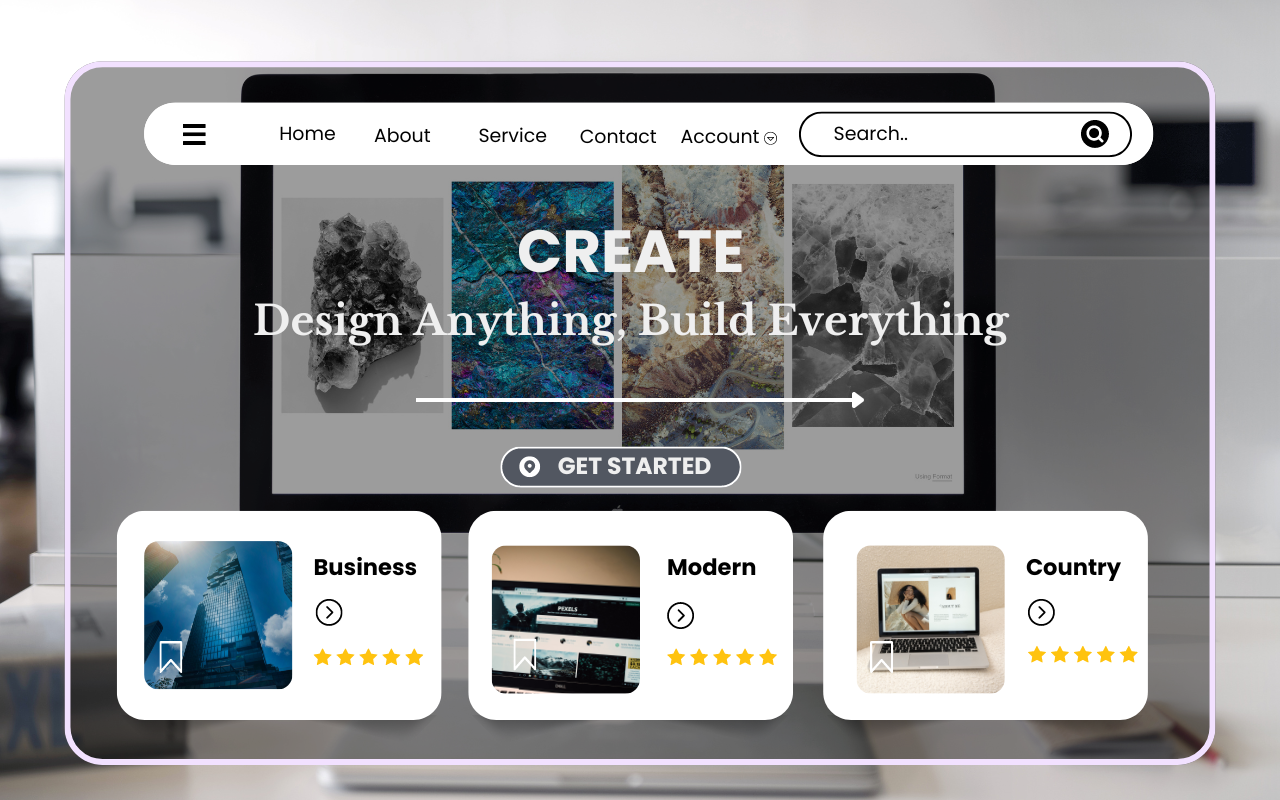 Home About Service Contact Account Search..
CREATE
Design Anything, Build Everything
GET STARTED
Business Modern Country
PEXELS